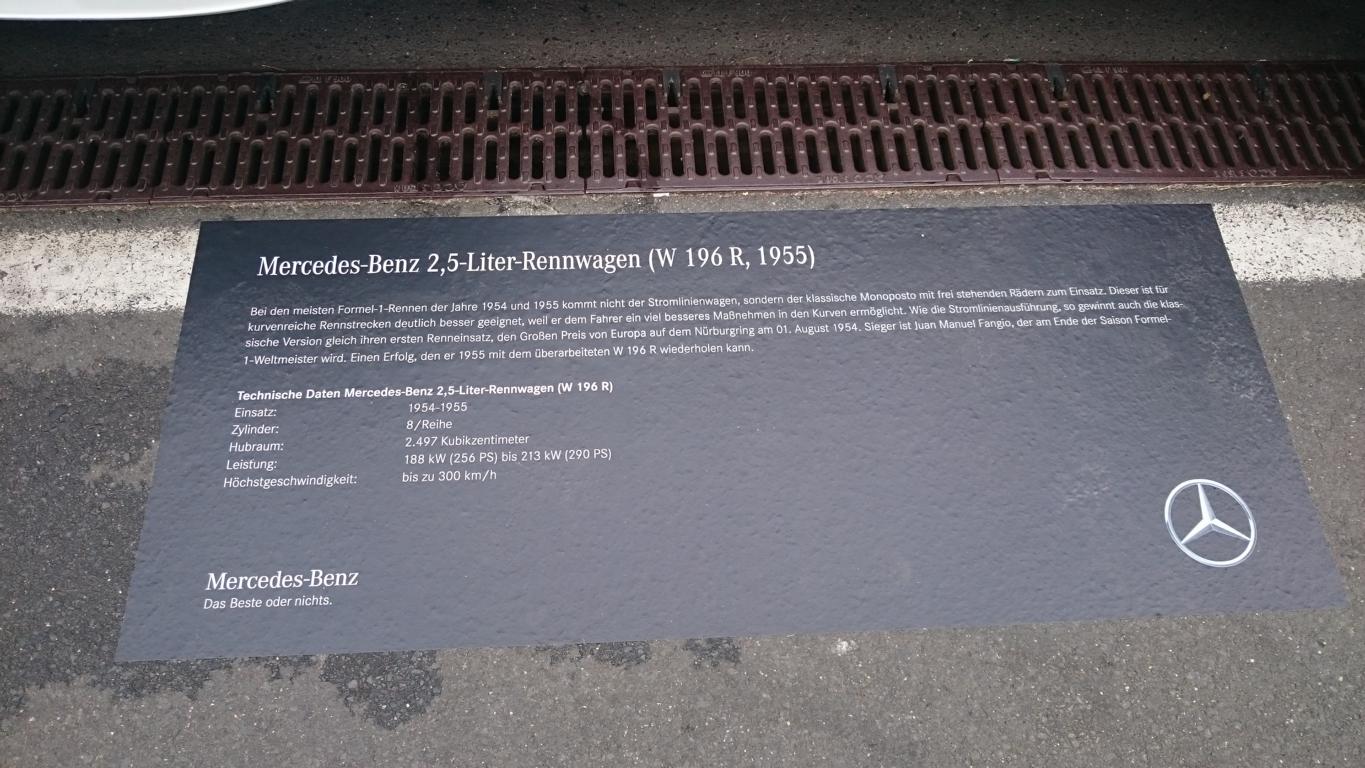 Mercedes-Benz 2,5-Liter-Rennwagen (W 196 R, 1955)
Bei den meisten Formel-1-Rennen der Jahre 1954 und 1955 kommt nicht der Stromlinienwagen, sondern der klassische Monoposto mit frei stehenden Rädern zum Einsatz. Dieser ist für
kurvenreiche Rennstrecken deutlich besser geeignet, weil er dem Fahrer ein viel besseres Maßnehmen in den Kurven ermöglicht. Wie die Stromlinienausführung, so gewinnt auch die klas-
sische Version gleich ihren ersten Renneinsatz, den Großen Preis von Europa auf dem Nürburgring am 01. August 1954. Sieger ist Juan Manuel Fangio, der am Ende der Saison Formel-
1-Weltmeister wird. Einen Erfolg, den er 1955 mit dem überarbeiteten W 196 R wiederholen kann.
Technische Daten Mercedes-Benz 2,5-Liter-Rennwagen (W 196 R)
Einsatz: 1954-1955
Zylinder: 8/Reihe
Hubraum: 2.497 Kubikzentimeter
Leistung: 188 kW (256 PS) bis 213 kW (290 PS)
Höchstgeschwindigkeit: bis zu 300 km/h
Mercedes-Benz
Das Beste oder nichts.